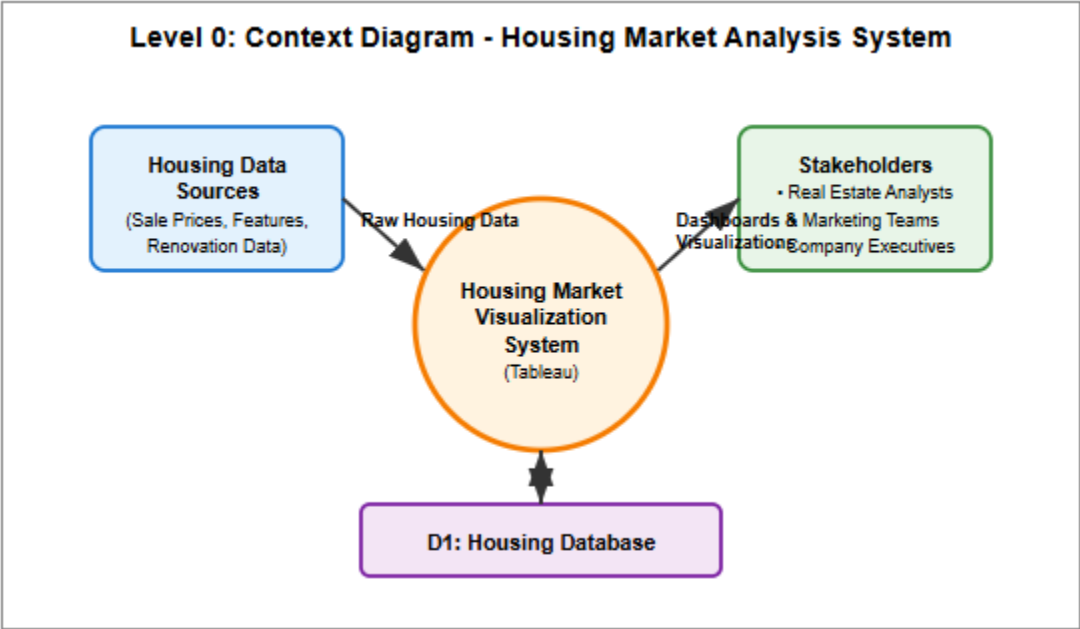 Level 0: Context Diagram - Housing Market Analysis System
Housing Data
Sources
(Sale Prices, Features,
Renovation Data)
Raw Housing Data
Housing Market
Visualization
System
(Tableau)
Dashboards &
Visualizations
Stakeholders
• Real Estate Analysts
Marketing Teams
Company Executives
D1: Housing Database